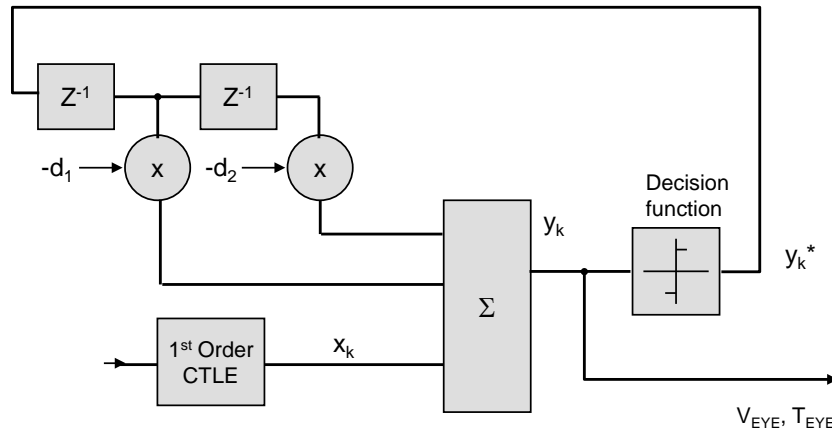 Z-1
Z-1
-d1
x
-d2
x
Decision
function
yk
yk*
Σ
1st Order
CTLE
xk
VEYE, TEYE